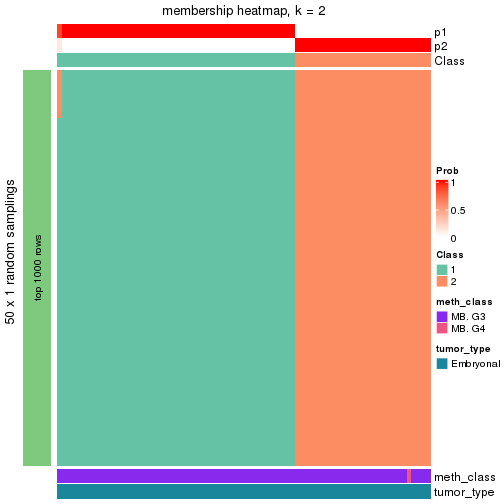 membership heatmap, k = 2
p1
p2
Class
50 x 1 random samplings
top 1000 rows
Prob
1
0.5
0
Class
1
2
meth_class
MB. G3
MB. G4
tumor_type
Embryonal
meth_class
tumor_type